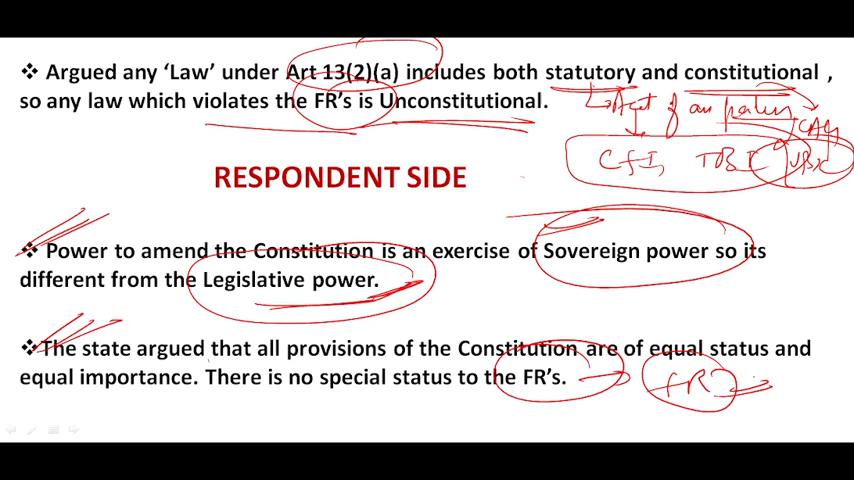 ❖ Argued any ‘Law’ under Art 13(2)(a) includes both statutory and constitutional ,
so any law which violates the FR's is Unconstitutional.
Act of an
RESPONDENT SIDE
❖ Power to amend the Constitution is an exercise of Sovereign power so its
different from the Legislative power.
❖ The state argued that all provisions of the Constitution are of equal status and
equal importance. There is no special status to the FR's.
FR